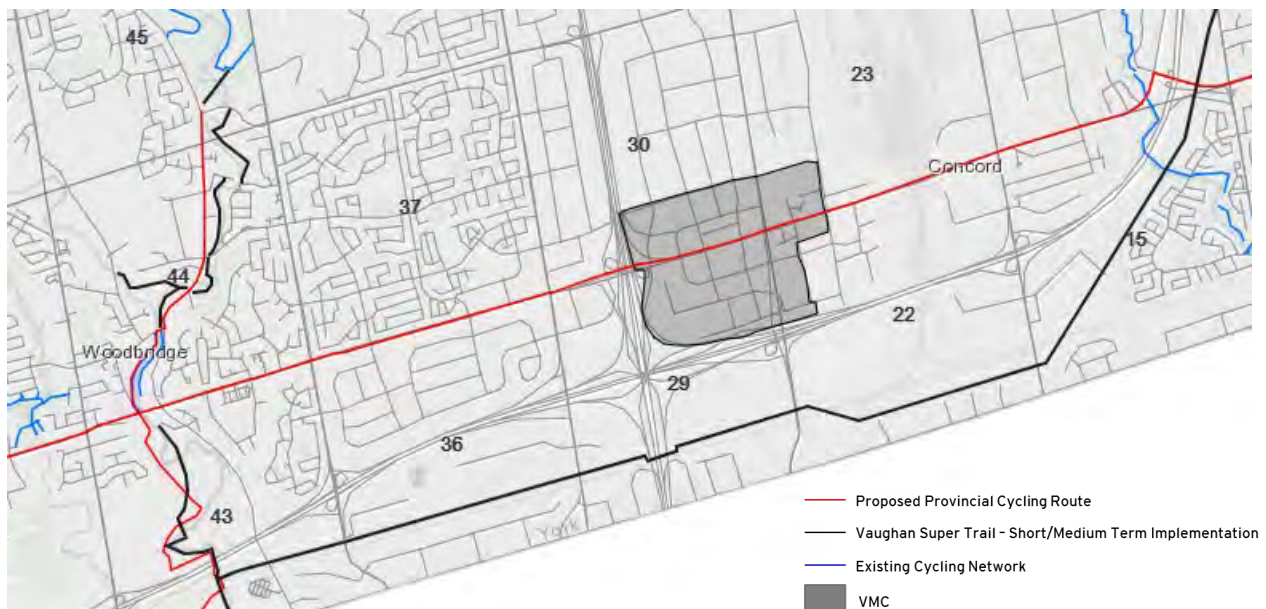 45
23
30
Concord
37
15
44
22
Woodbridge
29
36
43
York
Proposed Provincial Cycling Route
Vaughan Super Trail - Short/Medium Term Implementation
Existing Cycling Network
VMC